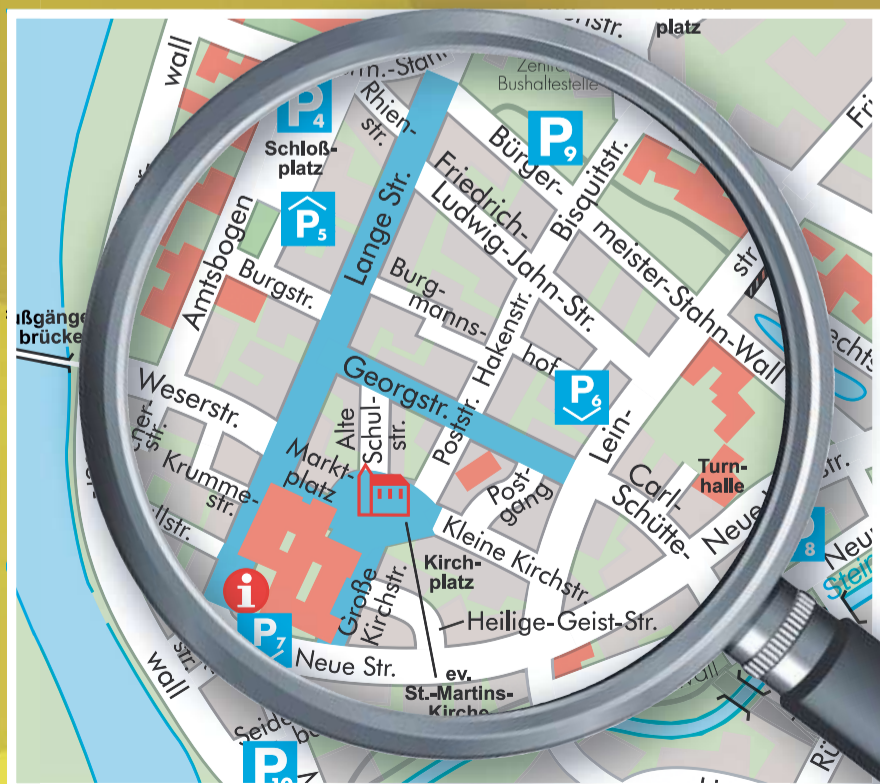 platz
wall
P4
Schloß-
platz
P5
Rhien-
str.
Lange Str.
Bushaltestelle
P9
Bürger-
meister-Stahn-Wall
Bisquitstr.
Friedrich-
Ludwig-Jahn-Str.
Amtsbogen
Burgstr.
Burg-
manns-
hof
Hakenstr.
str.
brücke
Weserstr.
Georgstr.
P6
Alte
Schul-
str.
Poststr.
Markt-
platz
Krumme-
str.
Post-
gang
Lein-
Carl-
Schütte-
Turn-
halle
Kleine Kirchstr.
Kirch-
platz
Große
Kirchstr.
Heilige-Geist-Str.
i
P7
Neue Str.
8
ev.
St.-Martins-
Kirche
str.
wall
P10